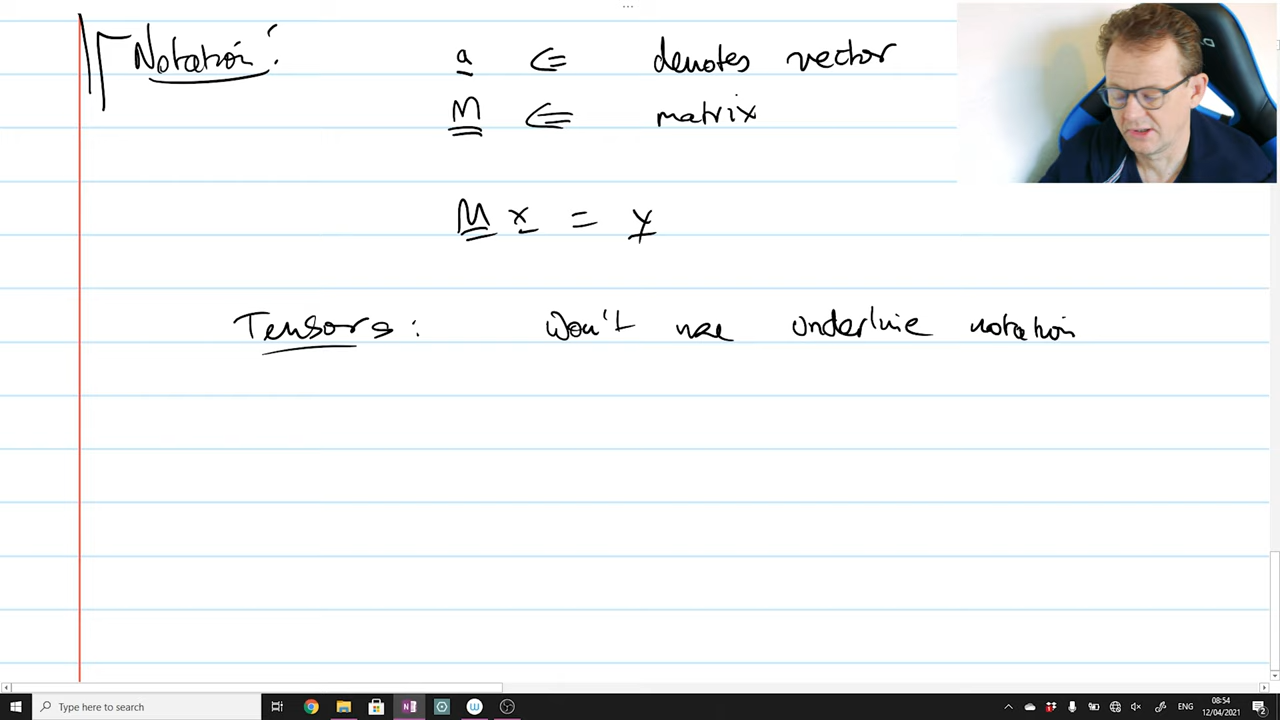 Notation:
a ⇐ denotes vector
M ⇐ matrix
M x = y
Tensors: Won't use underline notation
Type here to search
ENG
08:54
12/04/2021
2